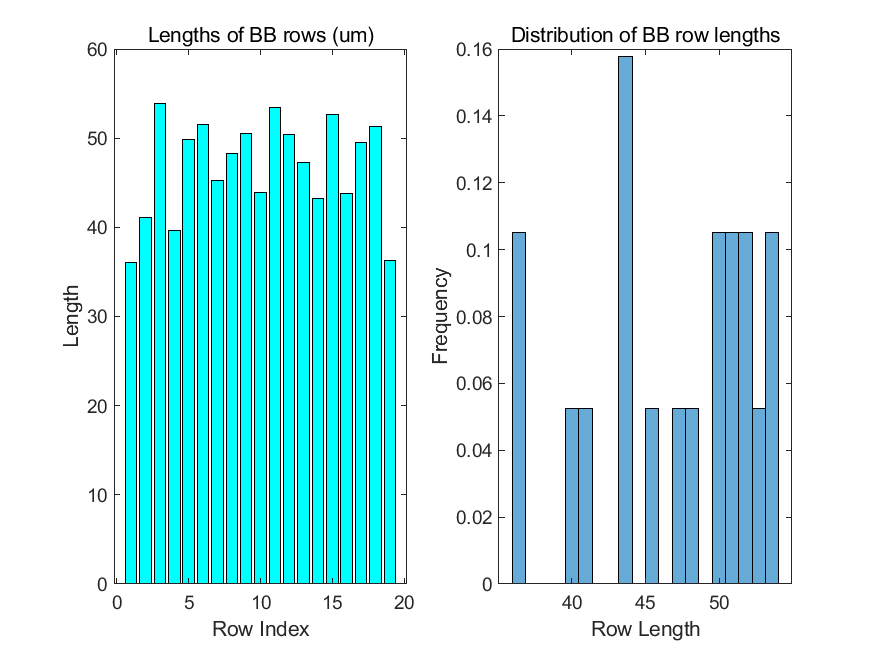 Lengths of BB rows (um)
60
50
40
30
20
10
0
Length
0 5 10 15 20
Row Index
Distribution of BB row lengths
0.16
0.14
0.12
0.1
0.08
0.06
0.04
0.02
0
Frequency
40 45 50
Row Length